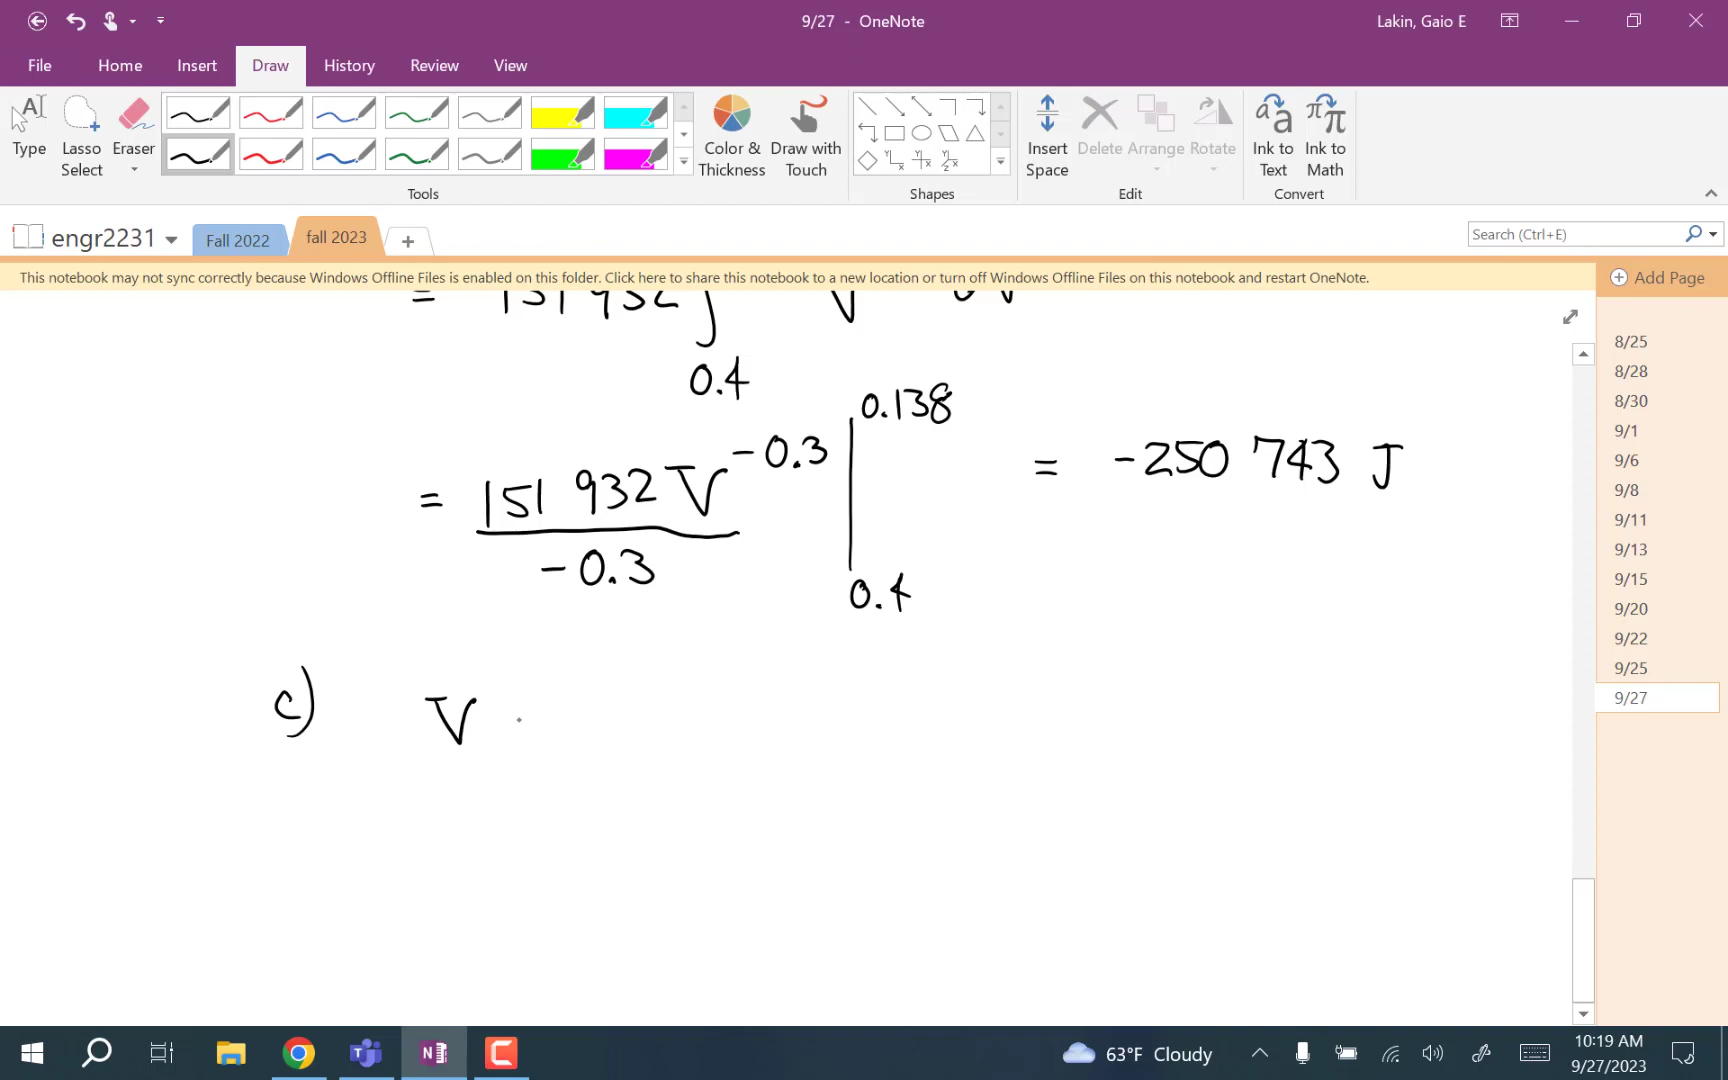 9/27 - OneNote
Lakin, Gaio E
File Home Insert Draw History Review View
Type
Lasso Select
Eraser
Color & Thickness
Draw with Touch
Insert Space
Delete Arrange Rotate
Ink to Text
Ink to Math
Tools Shapes Edit Convert
engr2231 Fall 2022 fall 2023
Search (Ctrl+E)
This notebook may not sync correctly because Windows Offline Files is enabled on this folder. Click here to share this notebook to a new location or turn off Windows Offline Files on this notebook and restart OneNote.
Add Page
8/25
8/28
8/30
9/1
9/6
9/8
9/11
9/13
9/15
9/20
9/22
9/25
9/27
= 151 932 ∫ V dV
0.4
= 151 932 V^-0.3 / -0.3 | 0.138 0.4 = -250 743 J
c) V
63°F Cloudy
10:19 AM
9/27/2023